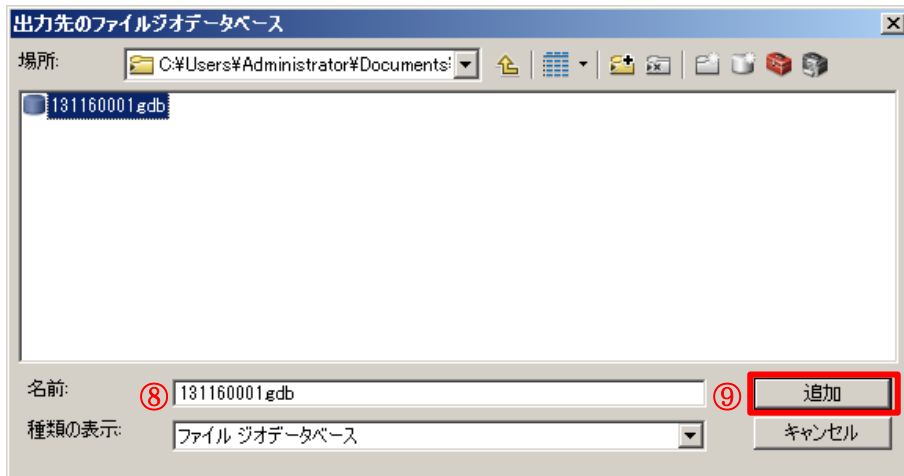 出力先のファイルジオデータベース
場所: C:¥Users¥Administrator¥Documents
131160001.gdb
名前: ⑧ 131160001.gdb ⑨ 追加
種類の表示: ファイル ジオデータベース キャンセル